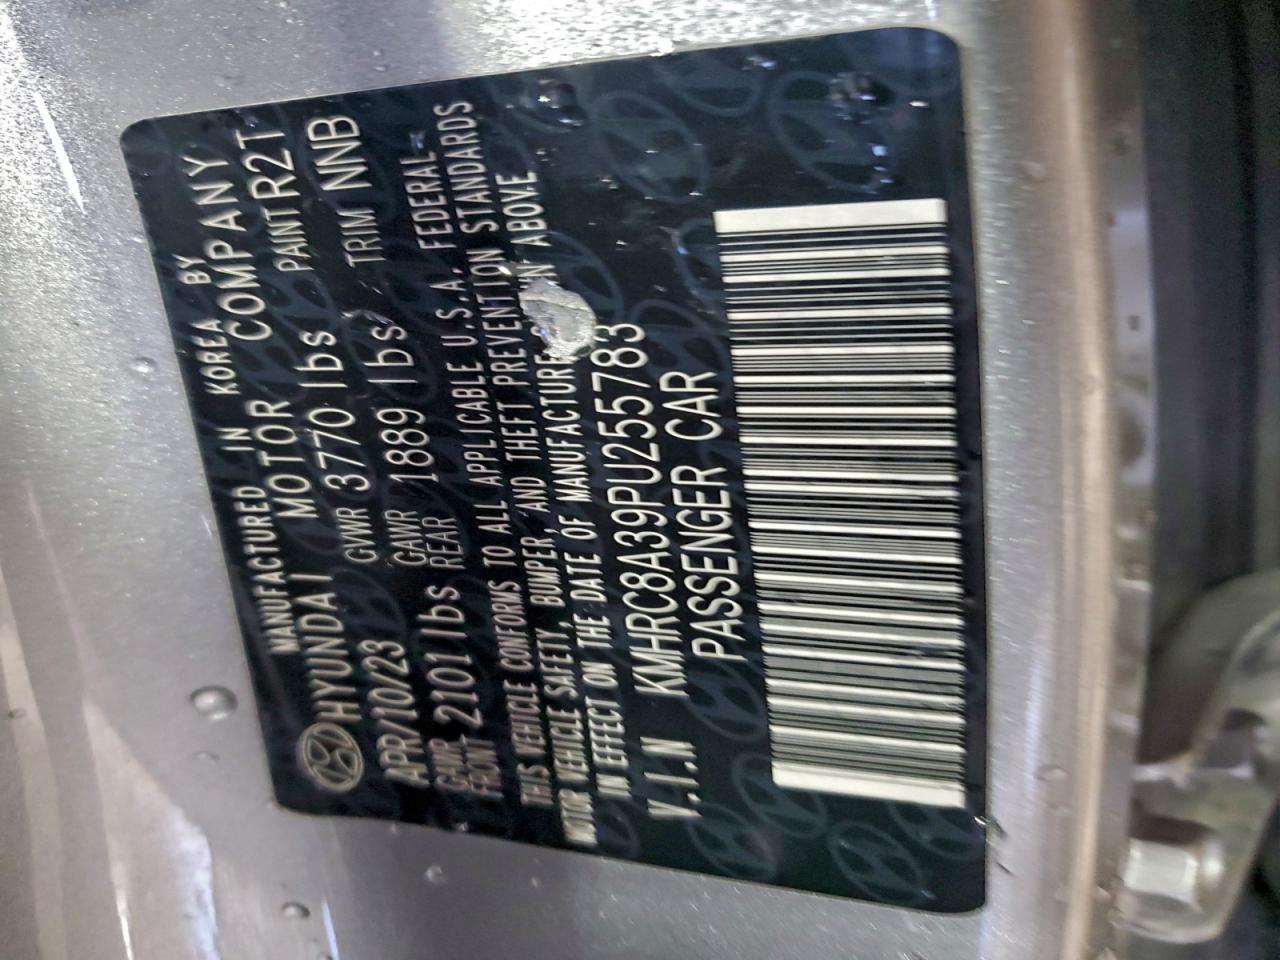 MANUFACTURED IN KOREA BY
HYUNDAI MOTOR COMPANY
APR/10/23 GVWR 3770 lbs PAINT R2T
GAWR FRONT 2101 lbs GAWR REAR 1889 lbs TRIM NNB
THIS VEHICLE CONFORMS TO ALL APPLICABLE U.S.A. FEDERAL
MOTOR VEHICLE SAFETY, BUMPER, AND THEFT PREVENTION STANDARDS
IN EFFECT ON THE DATE OF MANUFACTURE ABOVE
V.I.N KMHRC8A39PU255783
PASSENGER CAR